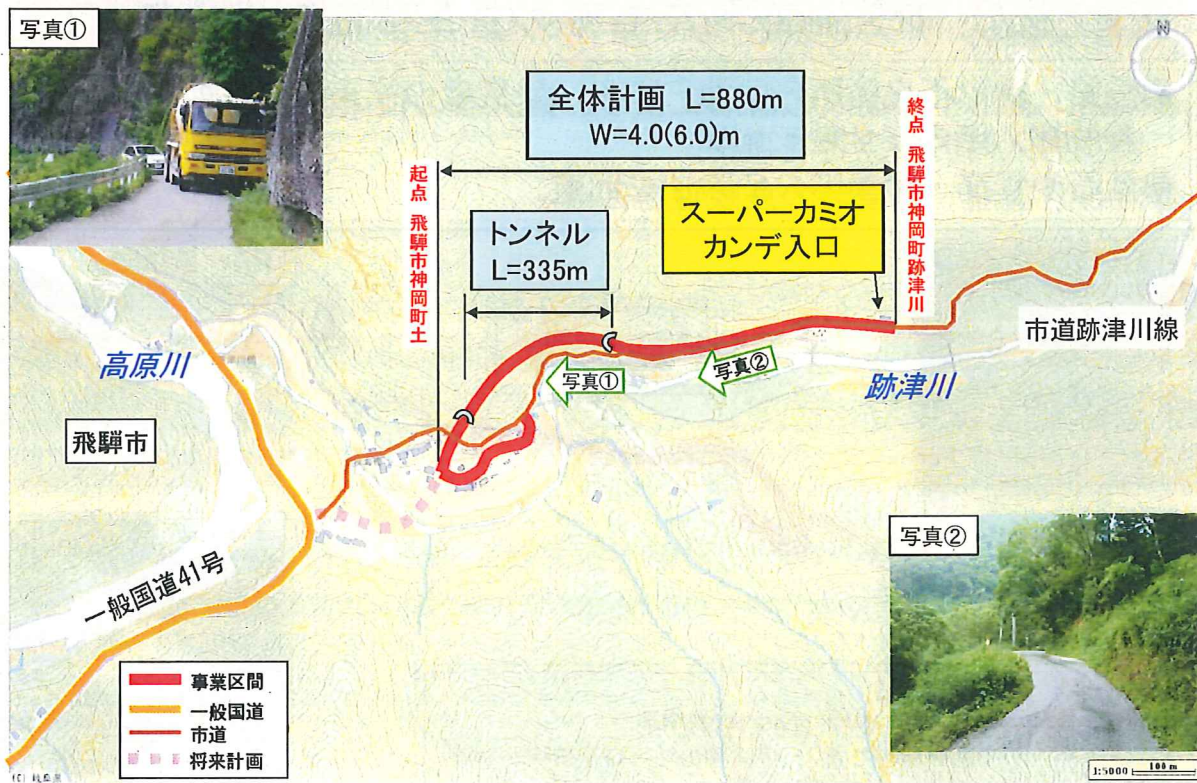 写真①
全体計画 L=880m
W=4.0(6.0)m
起点 飛騨市神岡町土
終点 飛騨市神岡町跡津川
N
トンネル
L=335m
スーパーカミオ
カンデ入口
市道跡津川線
高原川
写真①
写真②
跡津川
飛騨市
一般国道41号
写真②
事業区間
一般国道
市道
将来計画
1:5000
100 m